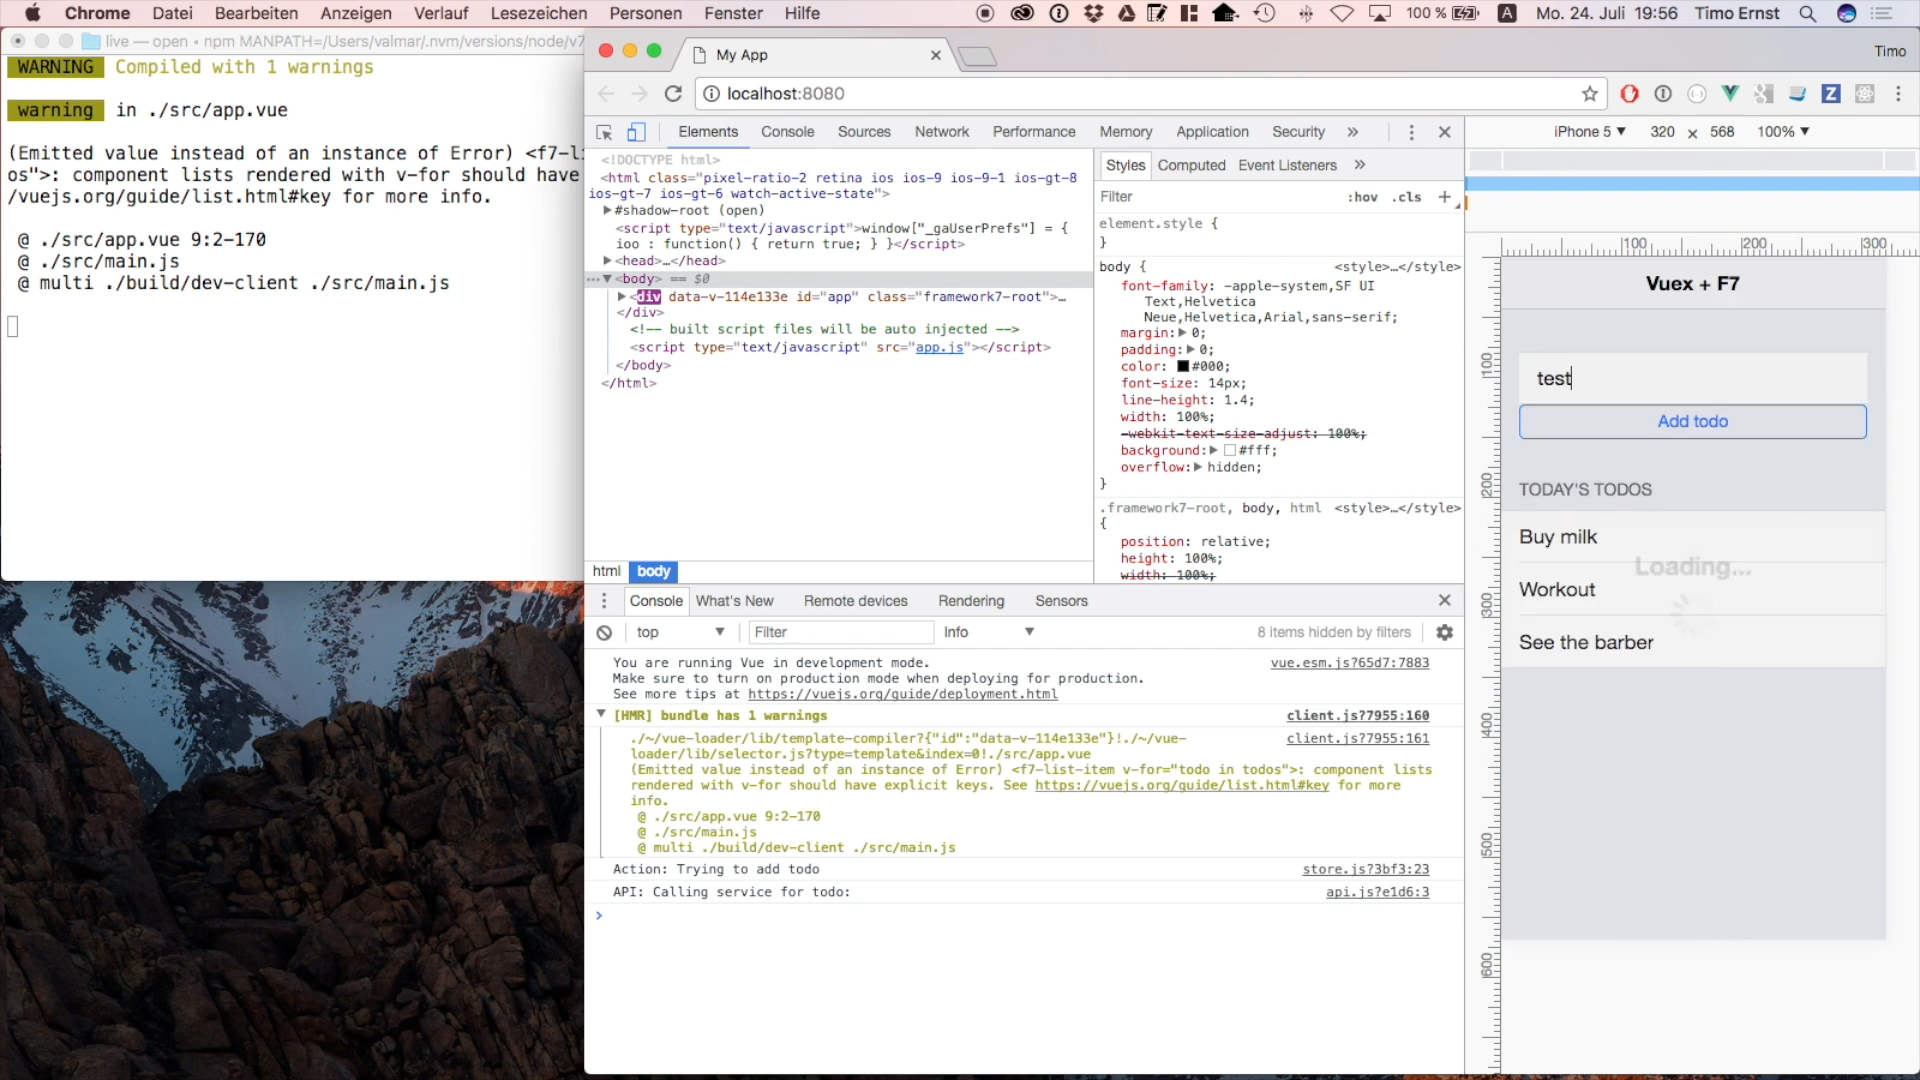 Chrome Datei Bearbeiten Anzeigen Verlauf Lesezeichen Personen Fenster Hilfe 100 % A Mo. 24. Juli 19:56 Timo Ernst
live — open ◂ npm MANPATH=/Users/valmar/.nvm/versions/node/v7
WARNING Compiled with 1 warnings
warning in ./src/app.vue
(Emitted value instead of an instance of Error) <f7-li
os">: component lists rendered with v-for should have
/vuejs.org/guide/list.html#key for more info.
@ ./src/app.vue 9:2-170
@ ./src/main.js
@ multi ./build/dev-client ./src/main.js
My App
Timo
localhost:8080
Elements Console Sources Network Performance Memory Application Security »
<!DOCTYPE html>
<html class="pixel-ratio-2 retina ios ios-9 ios-9-1 ios-gt-8
ios-gt-7 ios-gt-6 watch-active-state">
#shadow-root (open)
<script type="text/javascript">window["_gaUserPrefs"] = {
ioo : function() { return true; } }</script>
<head>…</head>
<body> == $0
<div data-v-114e133e id="app" class="framework7-root">…
</div>
<!-- built script files will be auto injected -->
<script type="text/javascript" src="app.js"></script>
</body>
</html>
html body
Styles Computed Event Listeners »
Filter :hov .cls +
element.style {
}
body { <style>…</style>
font-family: -apple-system,SF UI
Text,Helvetica
Neue,Helvetica,Arial,sans-serif;
margin: 0;
padding: 0;
color: #000;
font-size: 14px;
line-height: 1.4;
width: 100%;
-webkit-text-size-adjust: 100%;
background: #fff;
overflow: hidden;
}
.framework7-root, body, html <style>…</style>
{
position: relative;
height: 100%;
width: 100%;
Console What's New Remote devices Rendering Sensors
top Filter Info 8 items hidden by filters
You are running Vue in development mode. vue.esm.js?65d7:7883
Make sure to turn on production mode when deploying for production.
See more tips at https://vuejs.org/guide/deployment.html
[HMR] bundle has 1 warnings client.js?7955:160
./~/vue-loader/lib/template-compiler?{"id":"data-v-114e133e"}!./~/vue- client.js?7955:161
loader/lib/selector.js?type=template&index=0!./src/app.vue
(Emitted value instead of an instance of Error) <f7-list-item v-for="todo in todos">: component lists
rendered with v-for should have explicit keys. See https://vuejs.org/guide/list.html#key for more
info.
@ ./src/app.vue 9:2-170
@ ./src/main.js
@ multi ./build/dev-client ./src/main.js
Action: Trying to add todo store.js?3bf3:23
API: Calling service for todo: api.js?e1d6:3
iPhone 5 320 × 568 100%
100 200 300
100
200
300
400
500
600
Vuex + F7
test
Add todo
TODAY'S TODOS
Buy milk
Loading...
Workout
See the barber